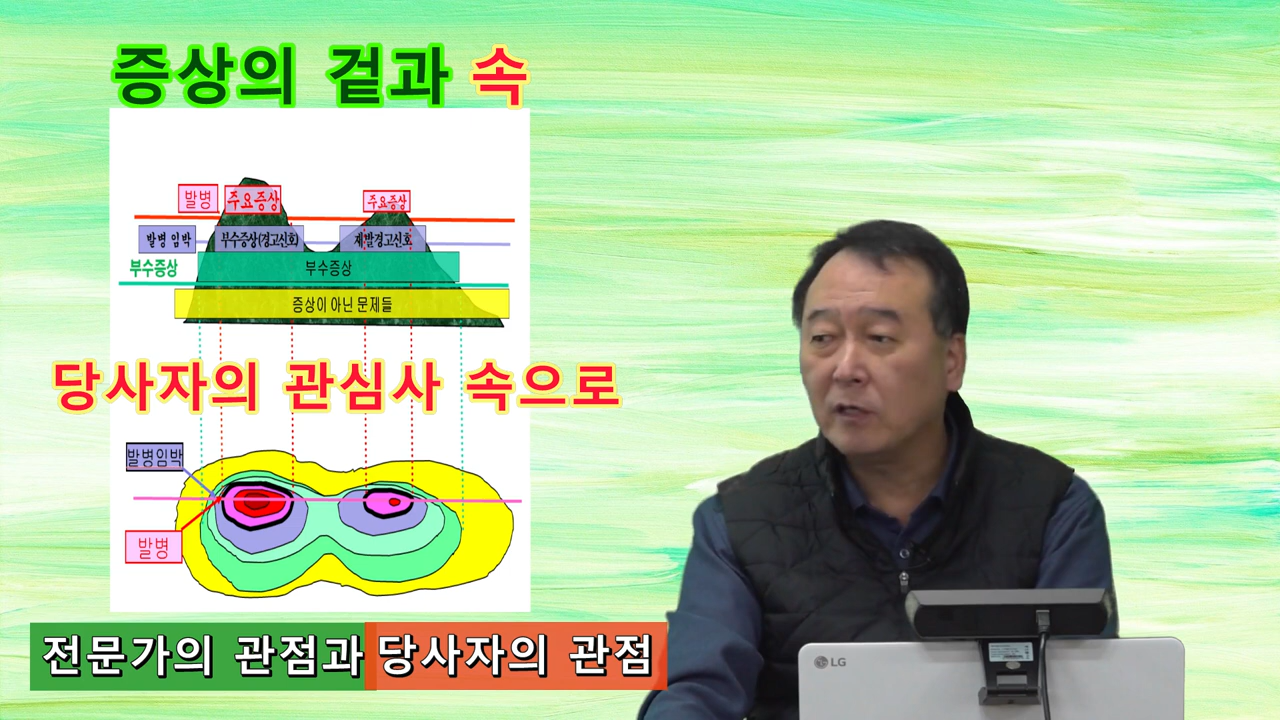 증상의 겉과 속
발병 주요증상 주요증상
발병 임박 부수증상(경고신호) 재발경고신호
부수증상 부수증상
증상이 아닌 문제들
당사자의 관심사 속으로
발병임박
발병
전문가의 관점과 당사자의 관점
LG